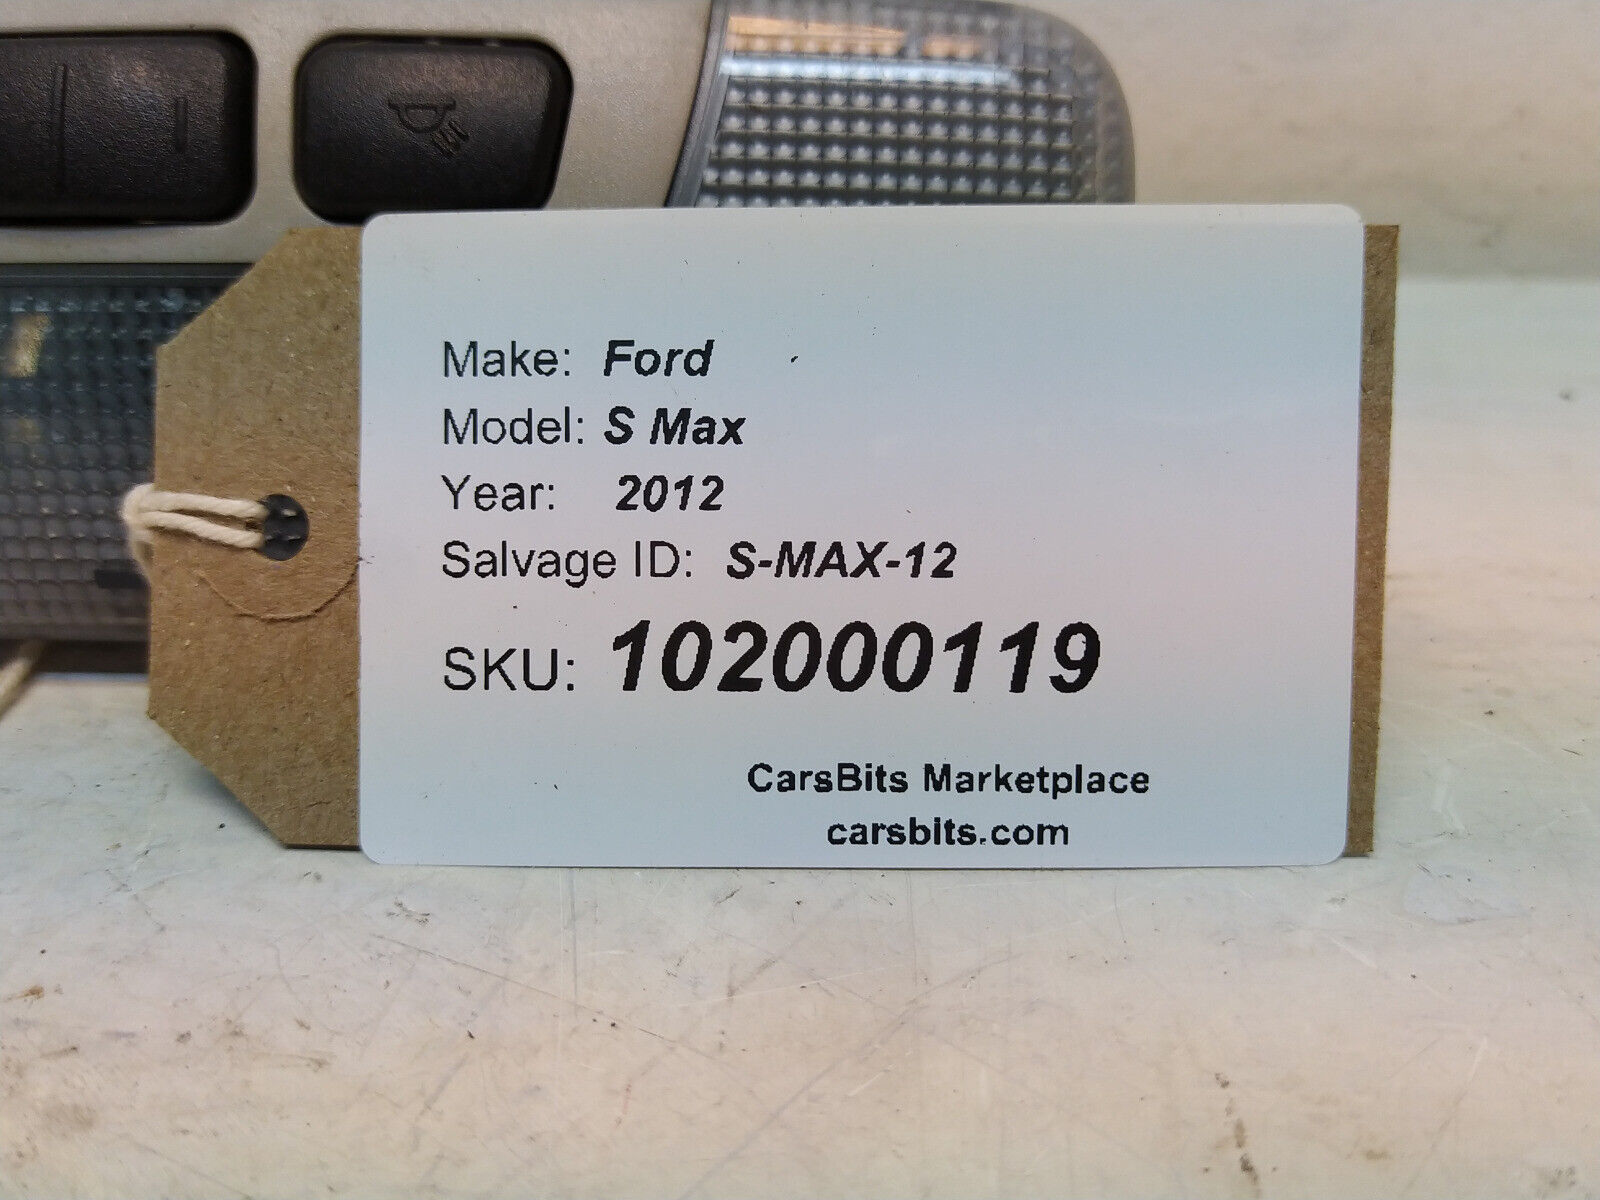 Make: Ford
Model: S Max
Year: 2012
Salvage ID: S-MAX-12
SKU: 102000119
CarsBits Marketplace
carsbits.com